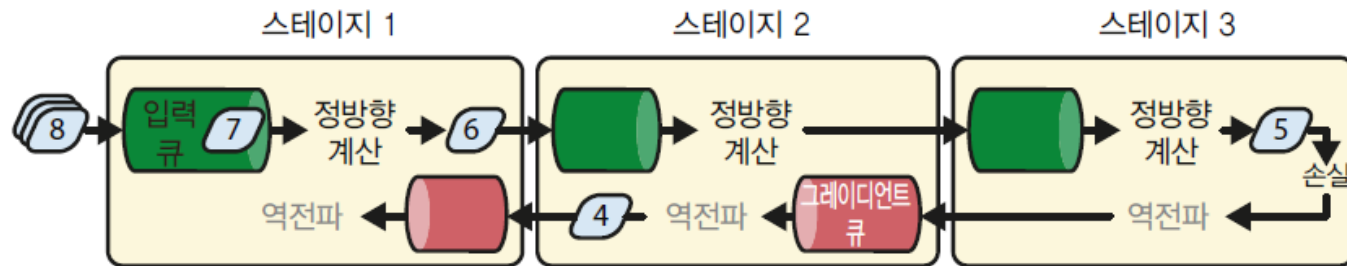 스테이지 1
스테이지 2
스테이지 3
8
입력
큐
7
정방향
계산
6
정방향
계산
정방향
계산
5
손실
역전파
4
역전파
그레이디언트
큐
역전파